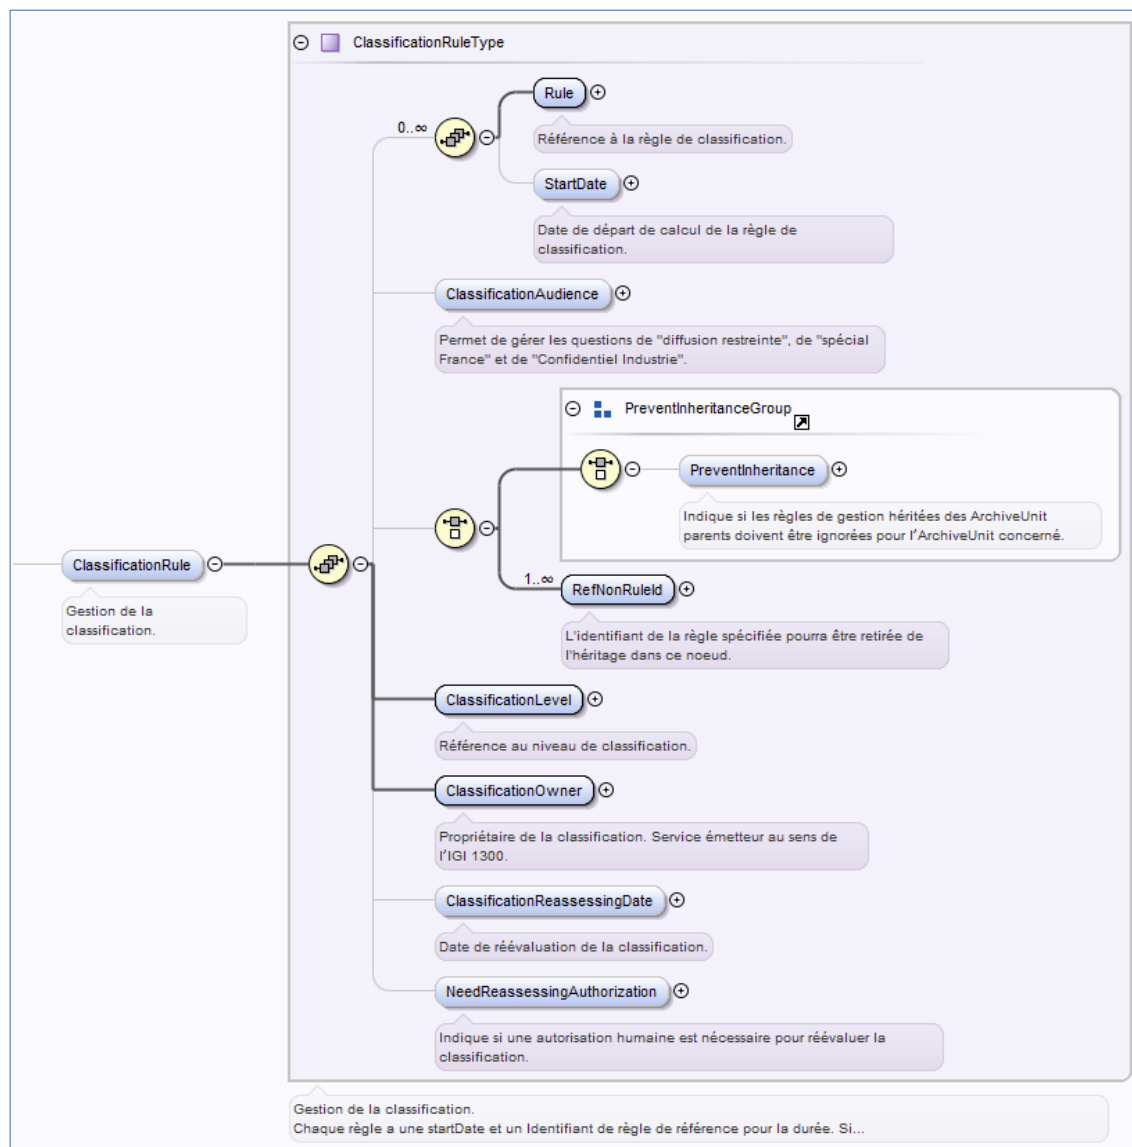 ClassificationRuleType
0..∞
Rule
Référence à la règle de classification.
StartDate
Date de départ de calcul de la règle de
classification.
ClassificationAudience
Permet de gérer les questions de "diffusion restreinte", de "spécial
France" et de "Confidentiel Industrie".
PreventInheritanceGroup
PreventInheritance
Indique si les règles de gestion héritées des ArchiveUnit
parents doivent être ignorées pour l'ArchiveUnit concerné.
ClassificationRule
Gestion de la
classification.
1..∞
RefNonRuleId
L'identifiant de la règle spécifiée pourra être retirée de
l'héritage dans ce noeud.
ClassificationLevel
Référence au niveau de classification.
ClassificationOwner
Propriétaire de la classification. Service émetteur au sens de
l'IGI 1300.
ClassificationReassessingDate
Date de réévaluation de la classification.
NeedReassessingAuthorization
Indique si une autorisation humaine est nécessaire pour réévaluer la
classification.
Gestion de la classification.
Chaque règle a une startDate et un Identifiant de règle de référence pour la durée. Si...